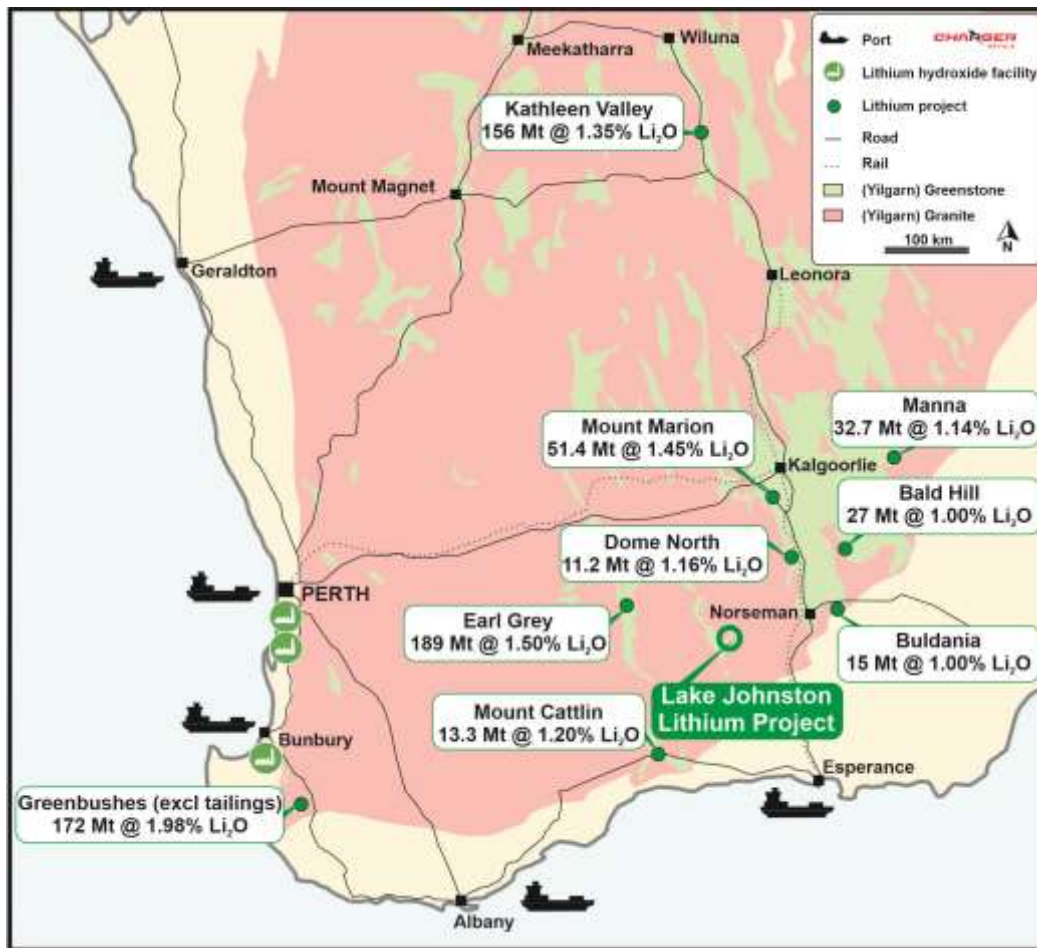 Meekatharra
Wiluna
Port
CHARGER
METALS
Lithium hydroxide facility
Lithium project
Road
Rail
(Yilgarn) Greenstone
(Yilgarn) Granite
100 km
N
Kathleen Valley
156 Mt @ 1.35% Li₂O
Mount Magnet
Geraldton
Leonora
Manna
32.7 Mt @ 1.14% Li₂O
Mount Marion
51.4 Mt @ 1.45% Li₂O
Kalgoorlie
Bald Hill
27 Mt @ 1.00% Li₂O
Dome North
11.2 Mt @ 1.16% Li₂O
PERTH
Earl Grey
189 Mt @ 1.50% Li₂O
Norseman
Buldania
15 Mt @ 1.00% Li₂O
Lake Johnston
Lithium Project
Mount Cattlin
13.3 Mt @ 1.20% Li₂O
Bunbury
Esperance
Greenbushes (excl tailings)
172 Mt @ 1.98% Li₂O
Albany